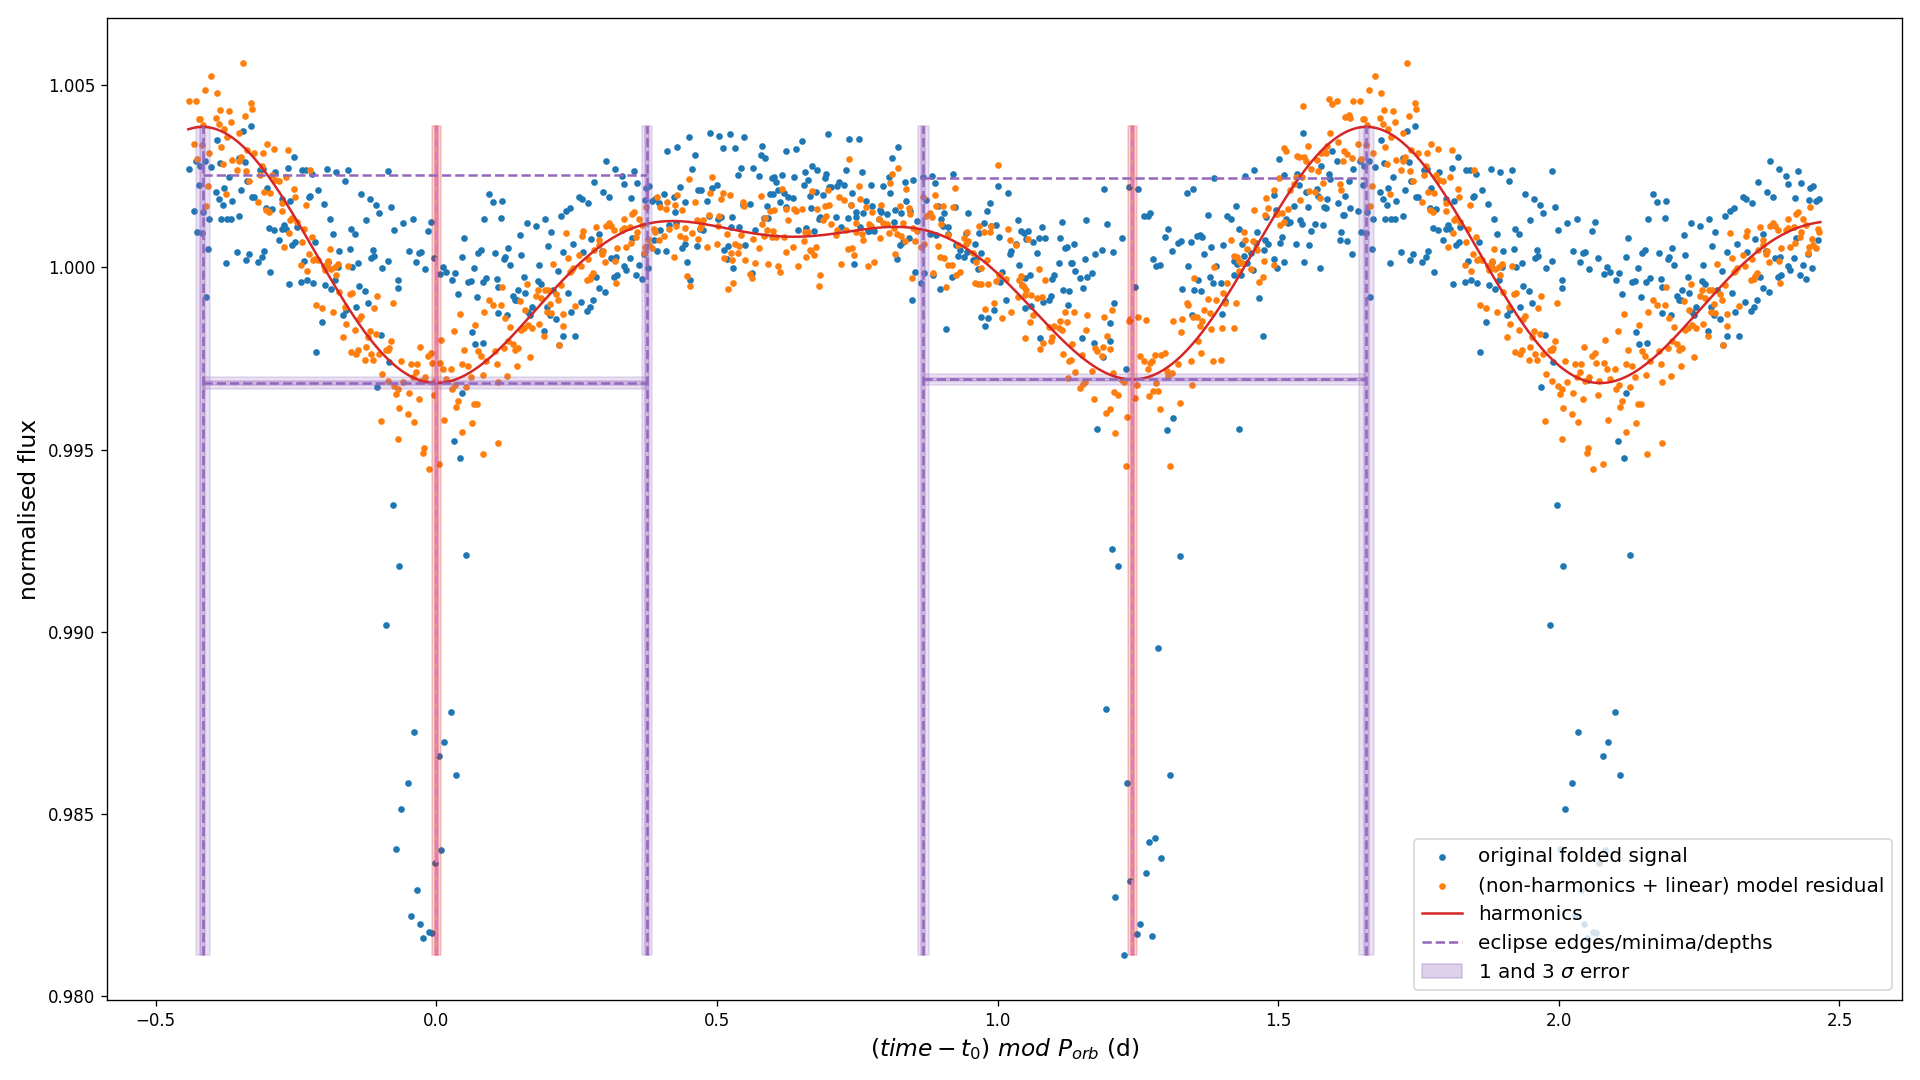 normalised flux
1.005
1.000
0.995
0.990
0.985
0.980
−0.5
0.0
0.5
1.0
1.5
2.0
2.5
(time − t₀) mod Pₒᵣb (d)
original folded signal
(non-harmonics + linear) model residual
harmonics
eclipse edges/minima/depths
1 and 3 σ error